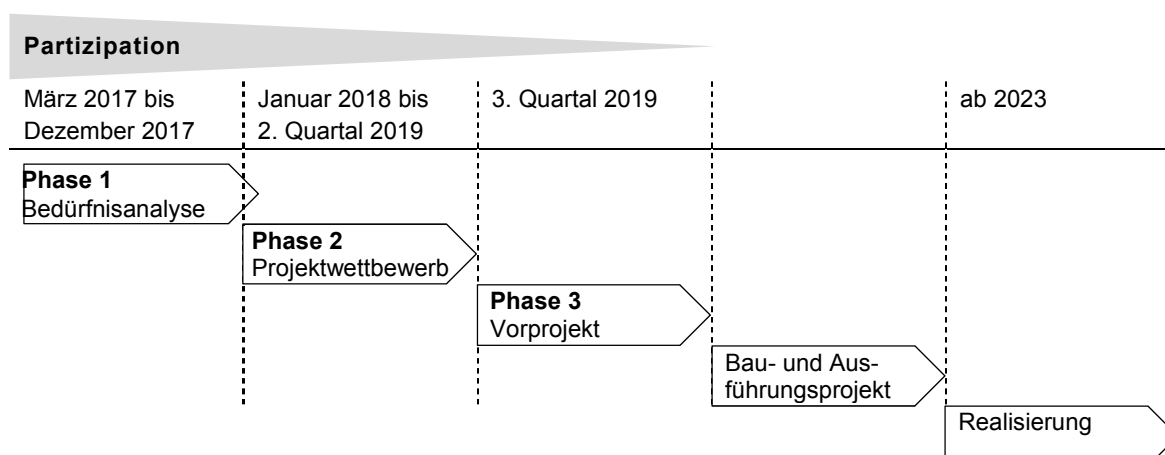 Partizipation
März 2017 bis
Dezember 2017
Januar 2018 bis
2. Quartal 2019
3. Quartal 2019
ab 2023
Phase 1
Bedürfnisanalyse
Phase 2
Projektwettbewerb
Phase 3
Vorprojekt
Bau- und Aus-
führungsprojekt
Realisierung